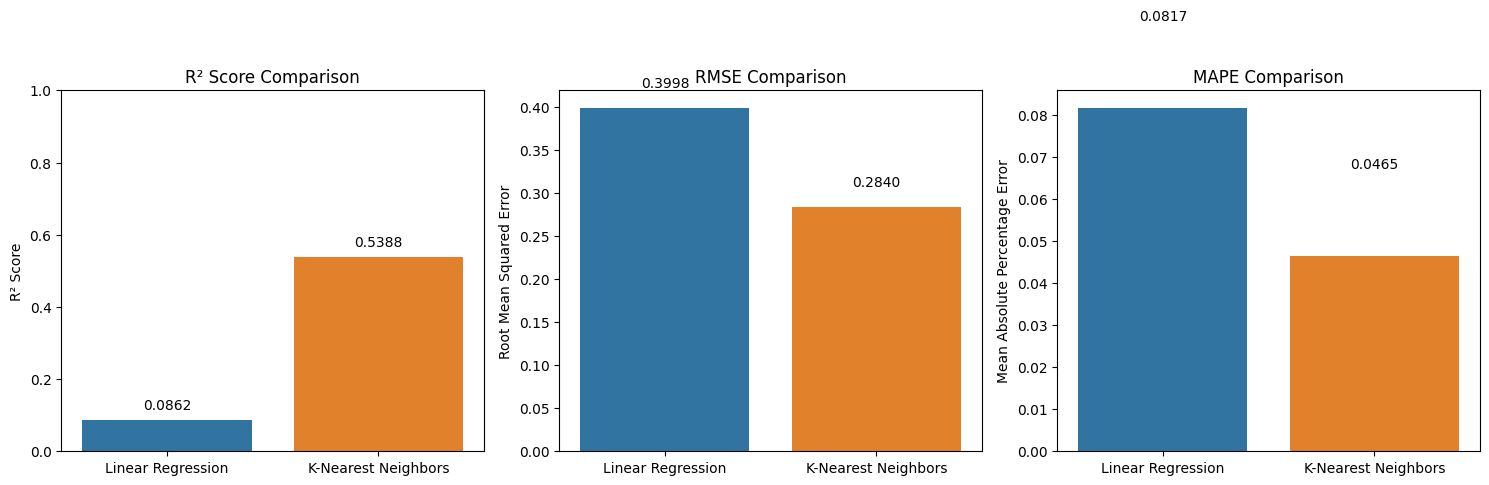 0.0817
R² Score Comparison
RMSE Comparison
MAPE Comparison
R² Score
1.0
0.8
0.6
0.4
0.2
0.0
0.0862
0.5388
Linear Regression
K-Nearest Neighbors
Root Mean Squared Error
0.40
0.35
0.30
0.25
0.20
0.15
0.10
0.05
0.00
0.3998
0.2840
Linear Regression
K-Nearest Neighbors
Mean Absolute Percentage Error
0.08
0.07
0.06
0.05
0.04
0.03
0.02
0.01
0.00
0.0465
Linear Regression
K-Nearest Neighbors